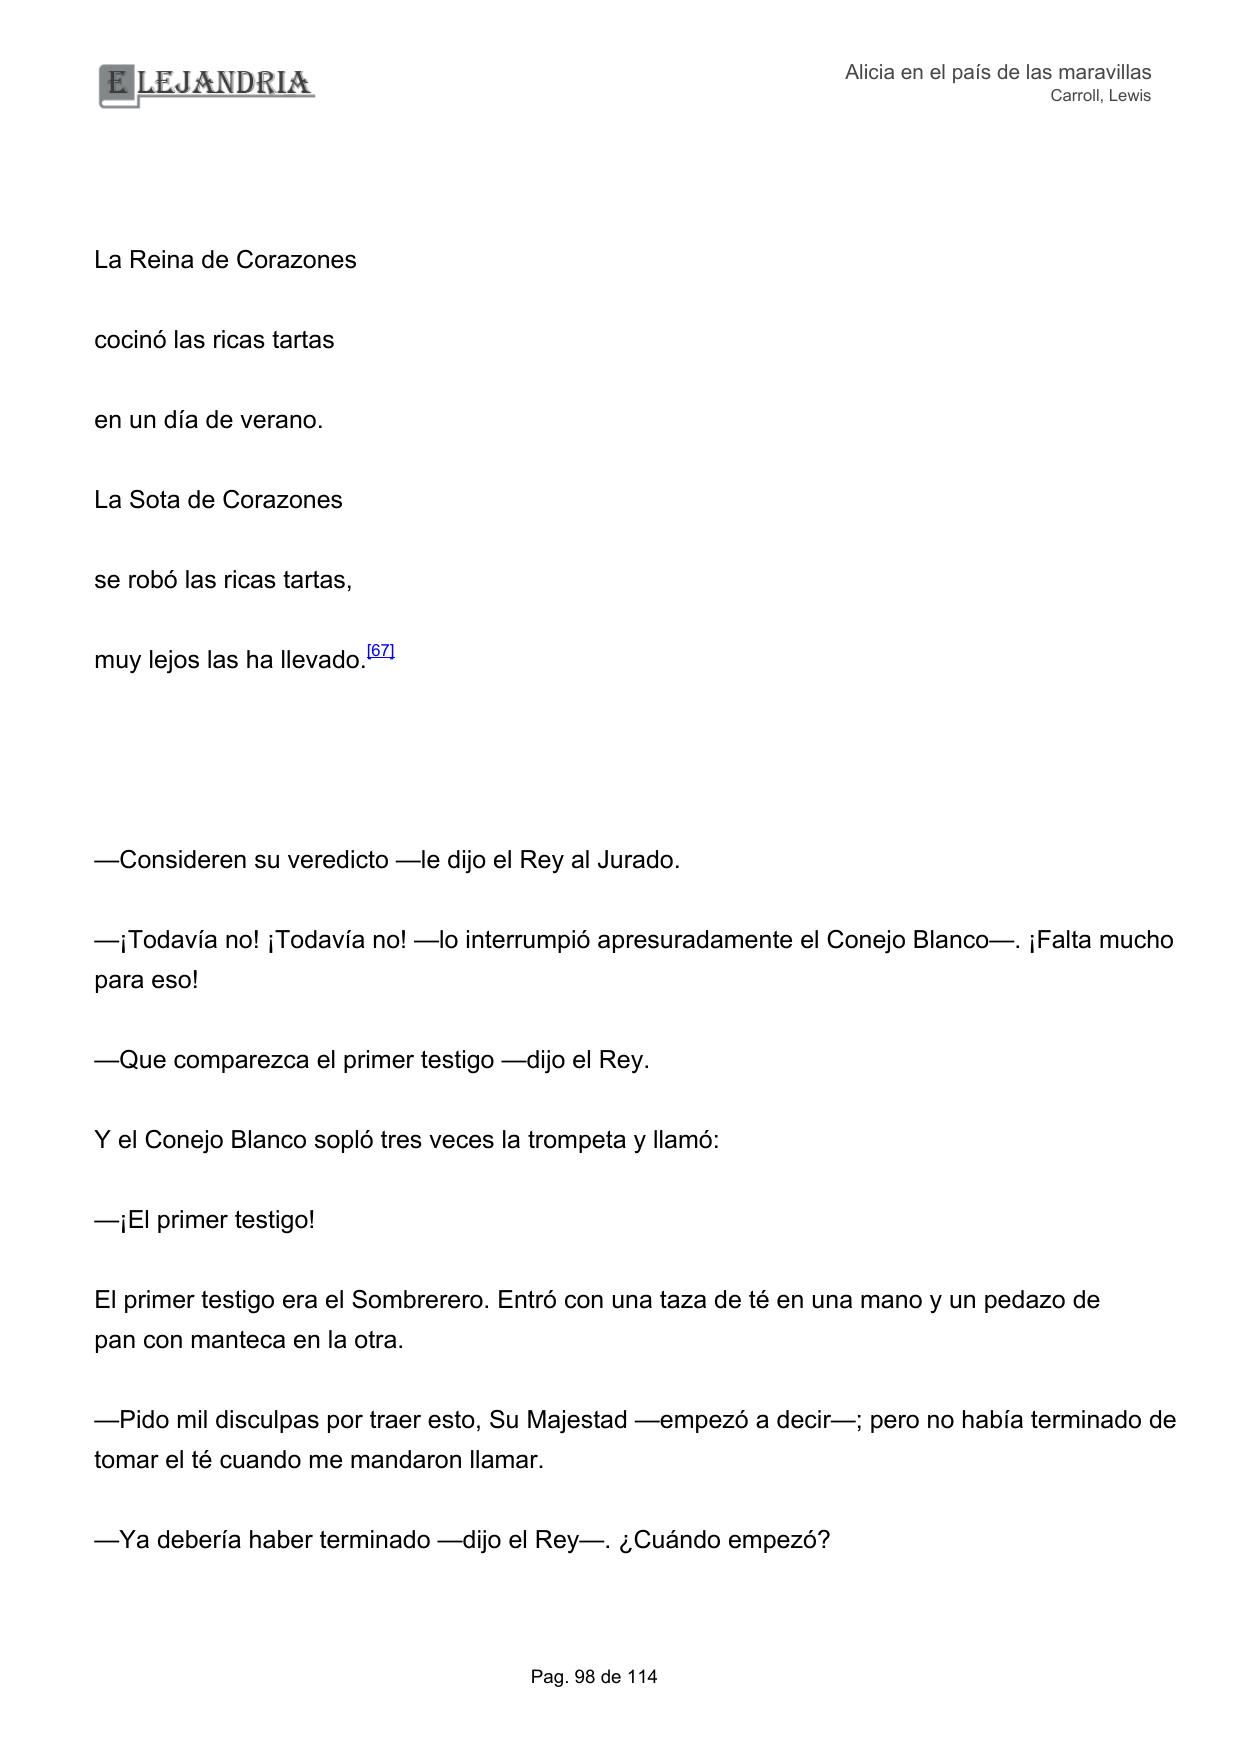 ELEJANDRIA
Alicia en el país de las maravillas
Carroll, Lewis
La Reina de Corazones
cocinó las ricas tartas
en un día de verano.
La Sota de Corazones
se robó las ricas tartas,
muy lejos las ha llevado.[67]
—Consideren su veredicto —le dijo el Rey al Jurado.
—¡Todavía no! ¡Todavía no! —lo interrumpió apresuradamente el Conejo Blanco—. ¡Falta mucho
para eso!
—Que comparezca el primer testigo —dijo el Rey.
Y el Conejo Blanco sopló tres veces la trompeta y llamó:
—¡El primer testigo!
El primer testigo era el Sombrerero. Entró con una taza de té en una mano y un pedazo de
pan con manteca en la otra.
—Pido mil disculpas por traer esto, Su Majestad —empezó a decir—; pero no había terminado de
tomar el té cuando me mandaron llamar.
—Ya debería haber terminado —dijo el Rey—. ¿Cuándo empezó?
Pag. 98 de 114